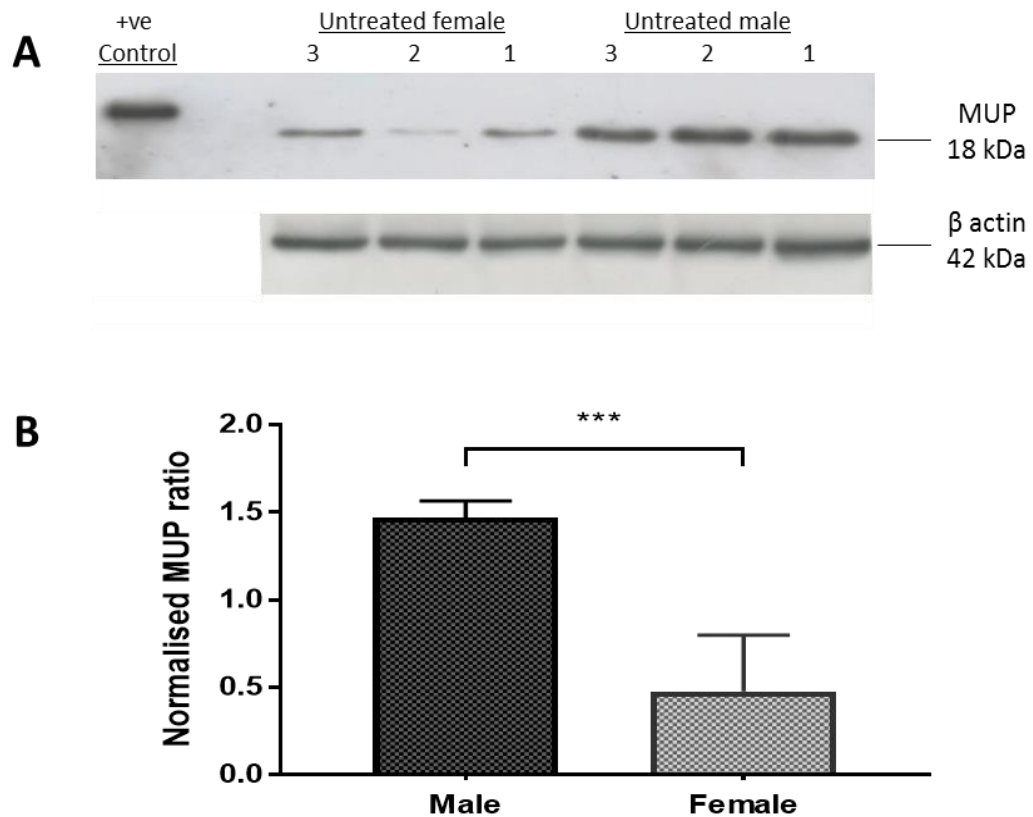 A
+ve
Control
Untreated female
3 2 1
Untreated male
3 2 1
MUP
18 kDa
β actin
42 kDa
B
Normalised MUP ratio
2.0
1.5
1.0
0.5
0.0
***
Male
Female